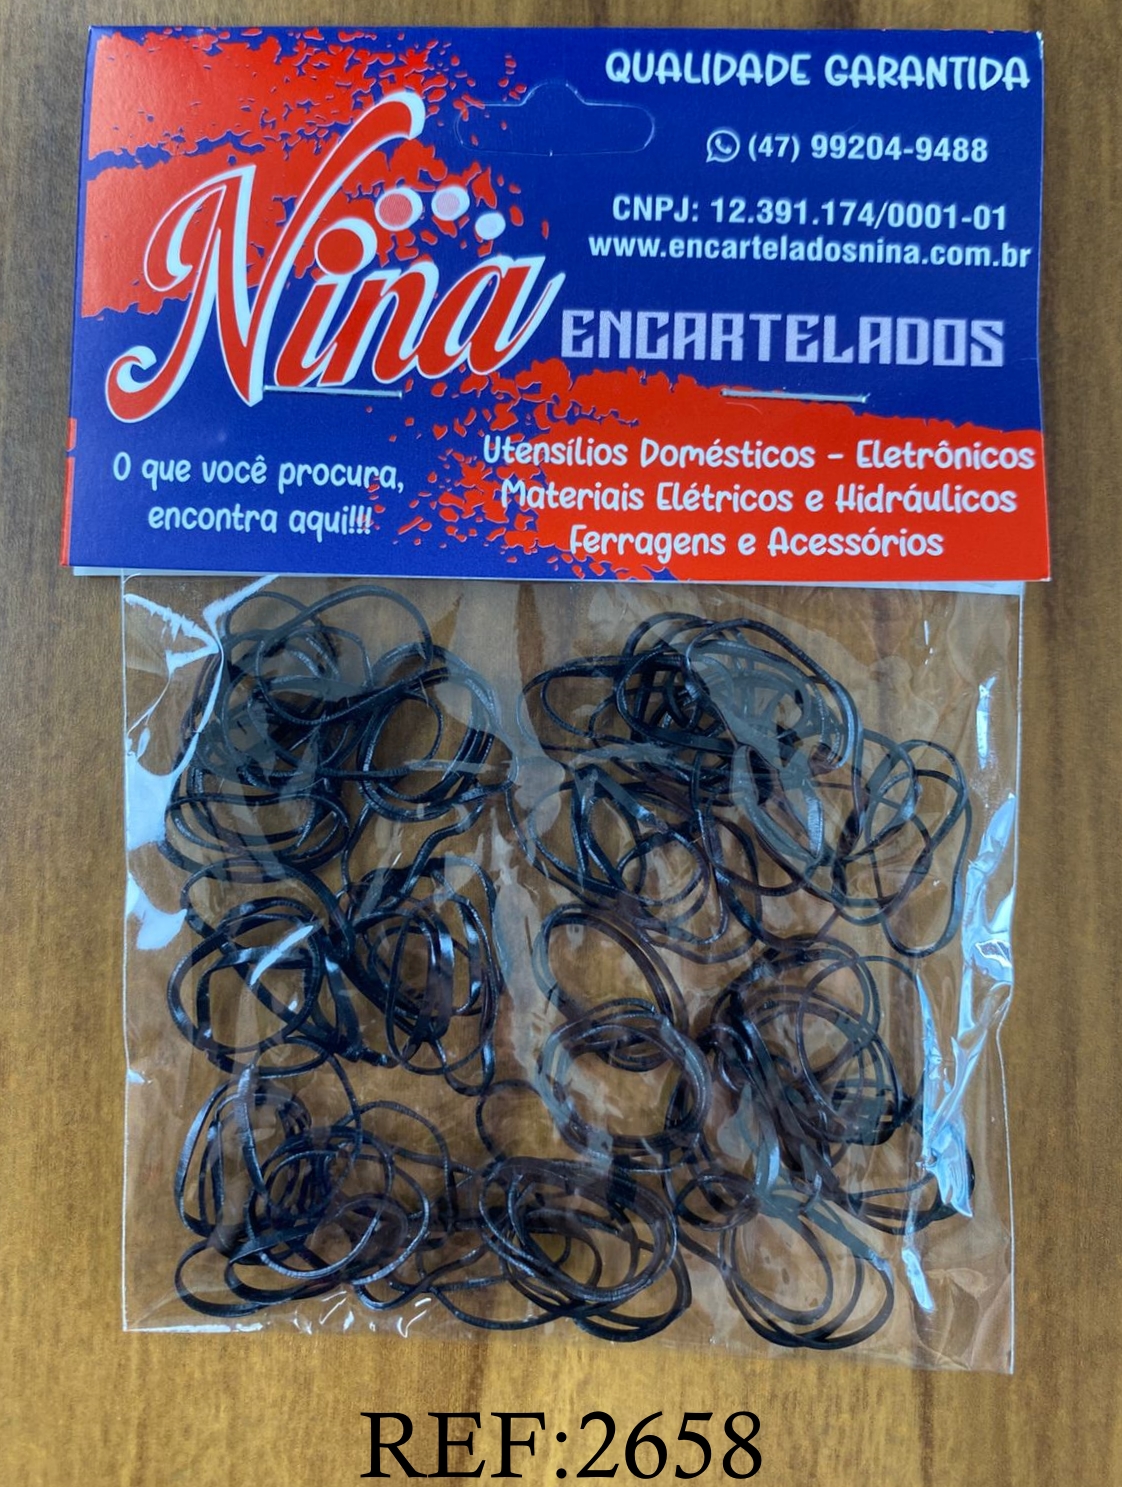 QUALIDADE GARANTIDA
(47) 99204-9488
CNPJ: 12.391.174/0001-01
www.encarteladosnina.com.br
Nina
ENCARTELADOS
O que você procura,
encontra aqui!!!
Utensílios Domésticos - Eletrônicos
Materiais Elétricos e Hidráulicos
Ferragens e Acessórios
REF:2658